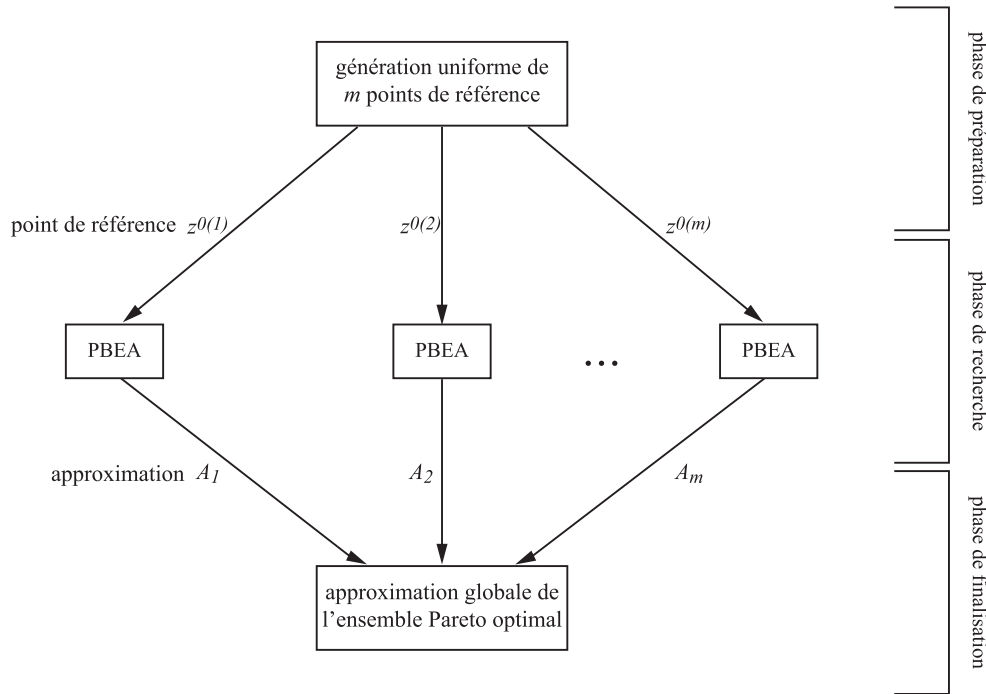 génération uniforme de
m points de référence
point de référence z0(1)
z0(2)
z0(m)
PBEA
PBEA
...
PBEA
approximation A1
A2
Am
approximation globale de
l’ensemble Pareto optimal
phase de préparation
phase de recherche
phase de finalisation